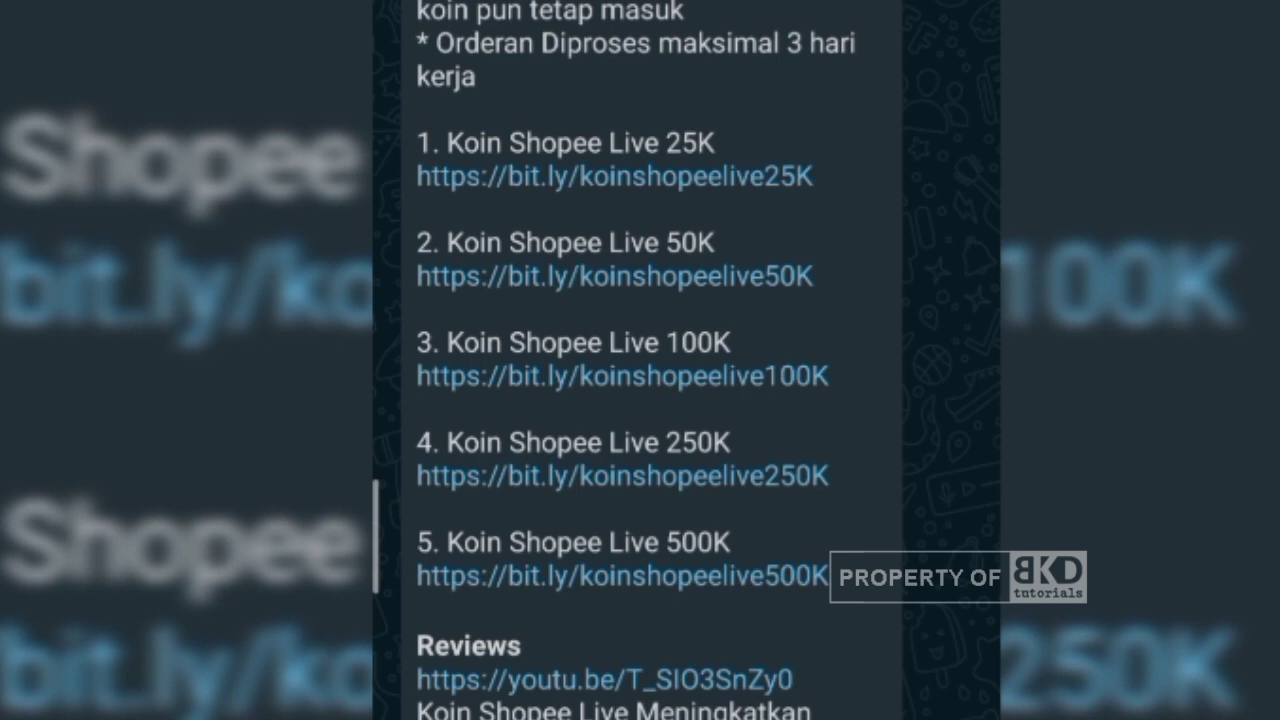 koin pun tetap masuk
* Orderan Diproses maksimal 3 hari
kerja
1. Koin Shopee Live 25K
https://bit.ly/koinshopeelive25K
2. Koin Shopee Live 50K
https://bit.ly/koinshopeelive50K
3. Koin Shopee Live 100K
https://bit.ly/koinshopeelive100K
4. Koin Shopee Live 250K
https://bit.ly/koinshopeelive250K
5. Koin Shopee Live 500K
https://bit.ly/koinshopeelive500K
Reviews
https://youtu.be/T_SIO3SnZy0
Koin Shopee Live Meningkatkan
Shopee
bit.ly/ko
100K
Shopee
bit.ly/ko
250K
PROPERTY OF BKD
tutorials